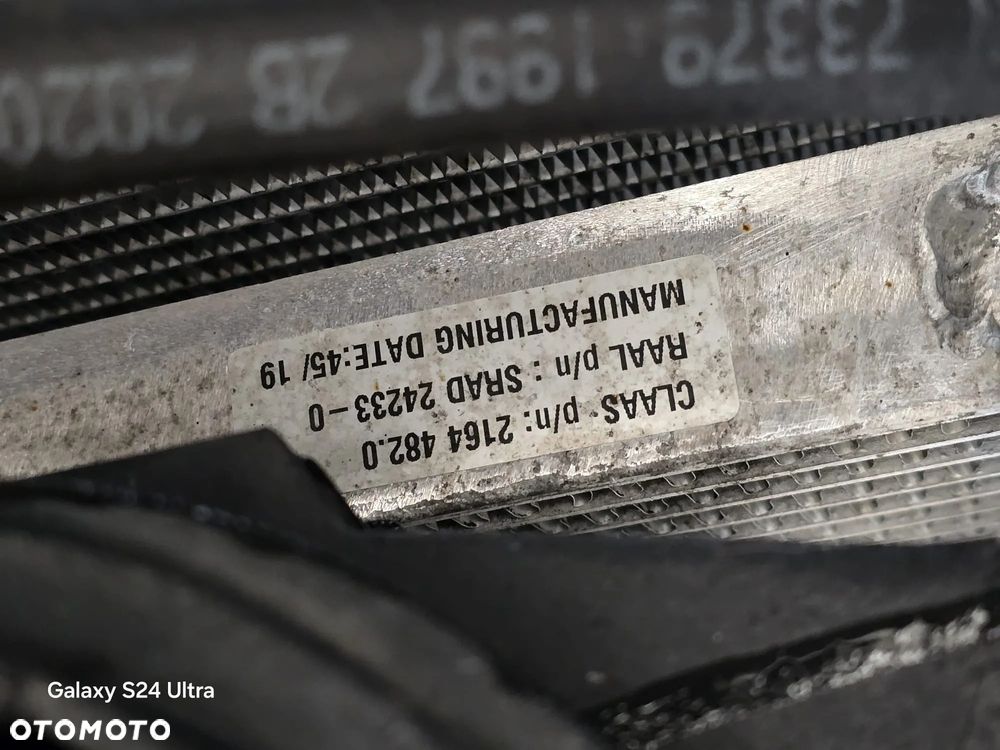 73379 1997 2B 2020
CLAAS p/n: 2164 482.0
RAAL p/n : SRAD 24233-0
MANUFACTURING DATE:45/19
Galaxy S24 Ultra
OTOMOTO